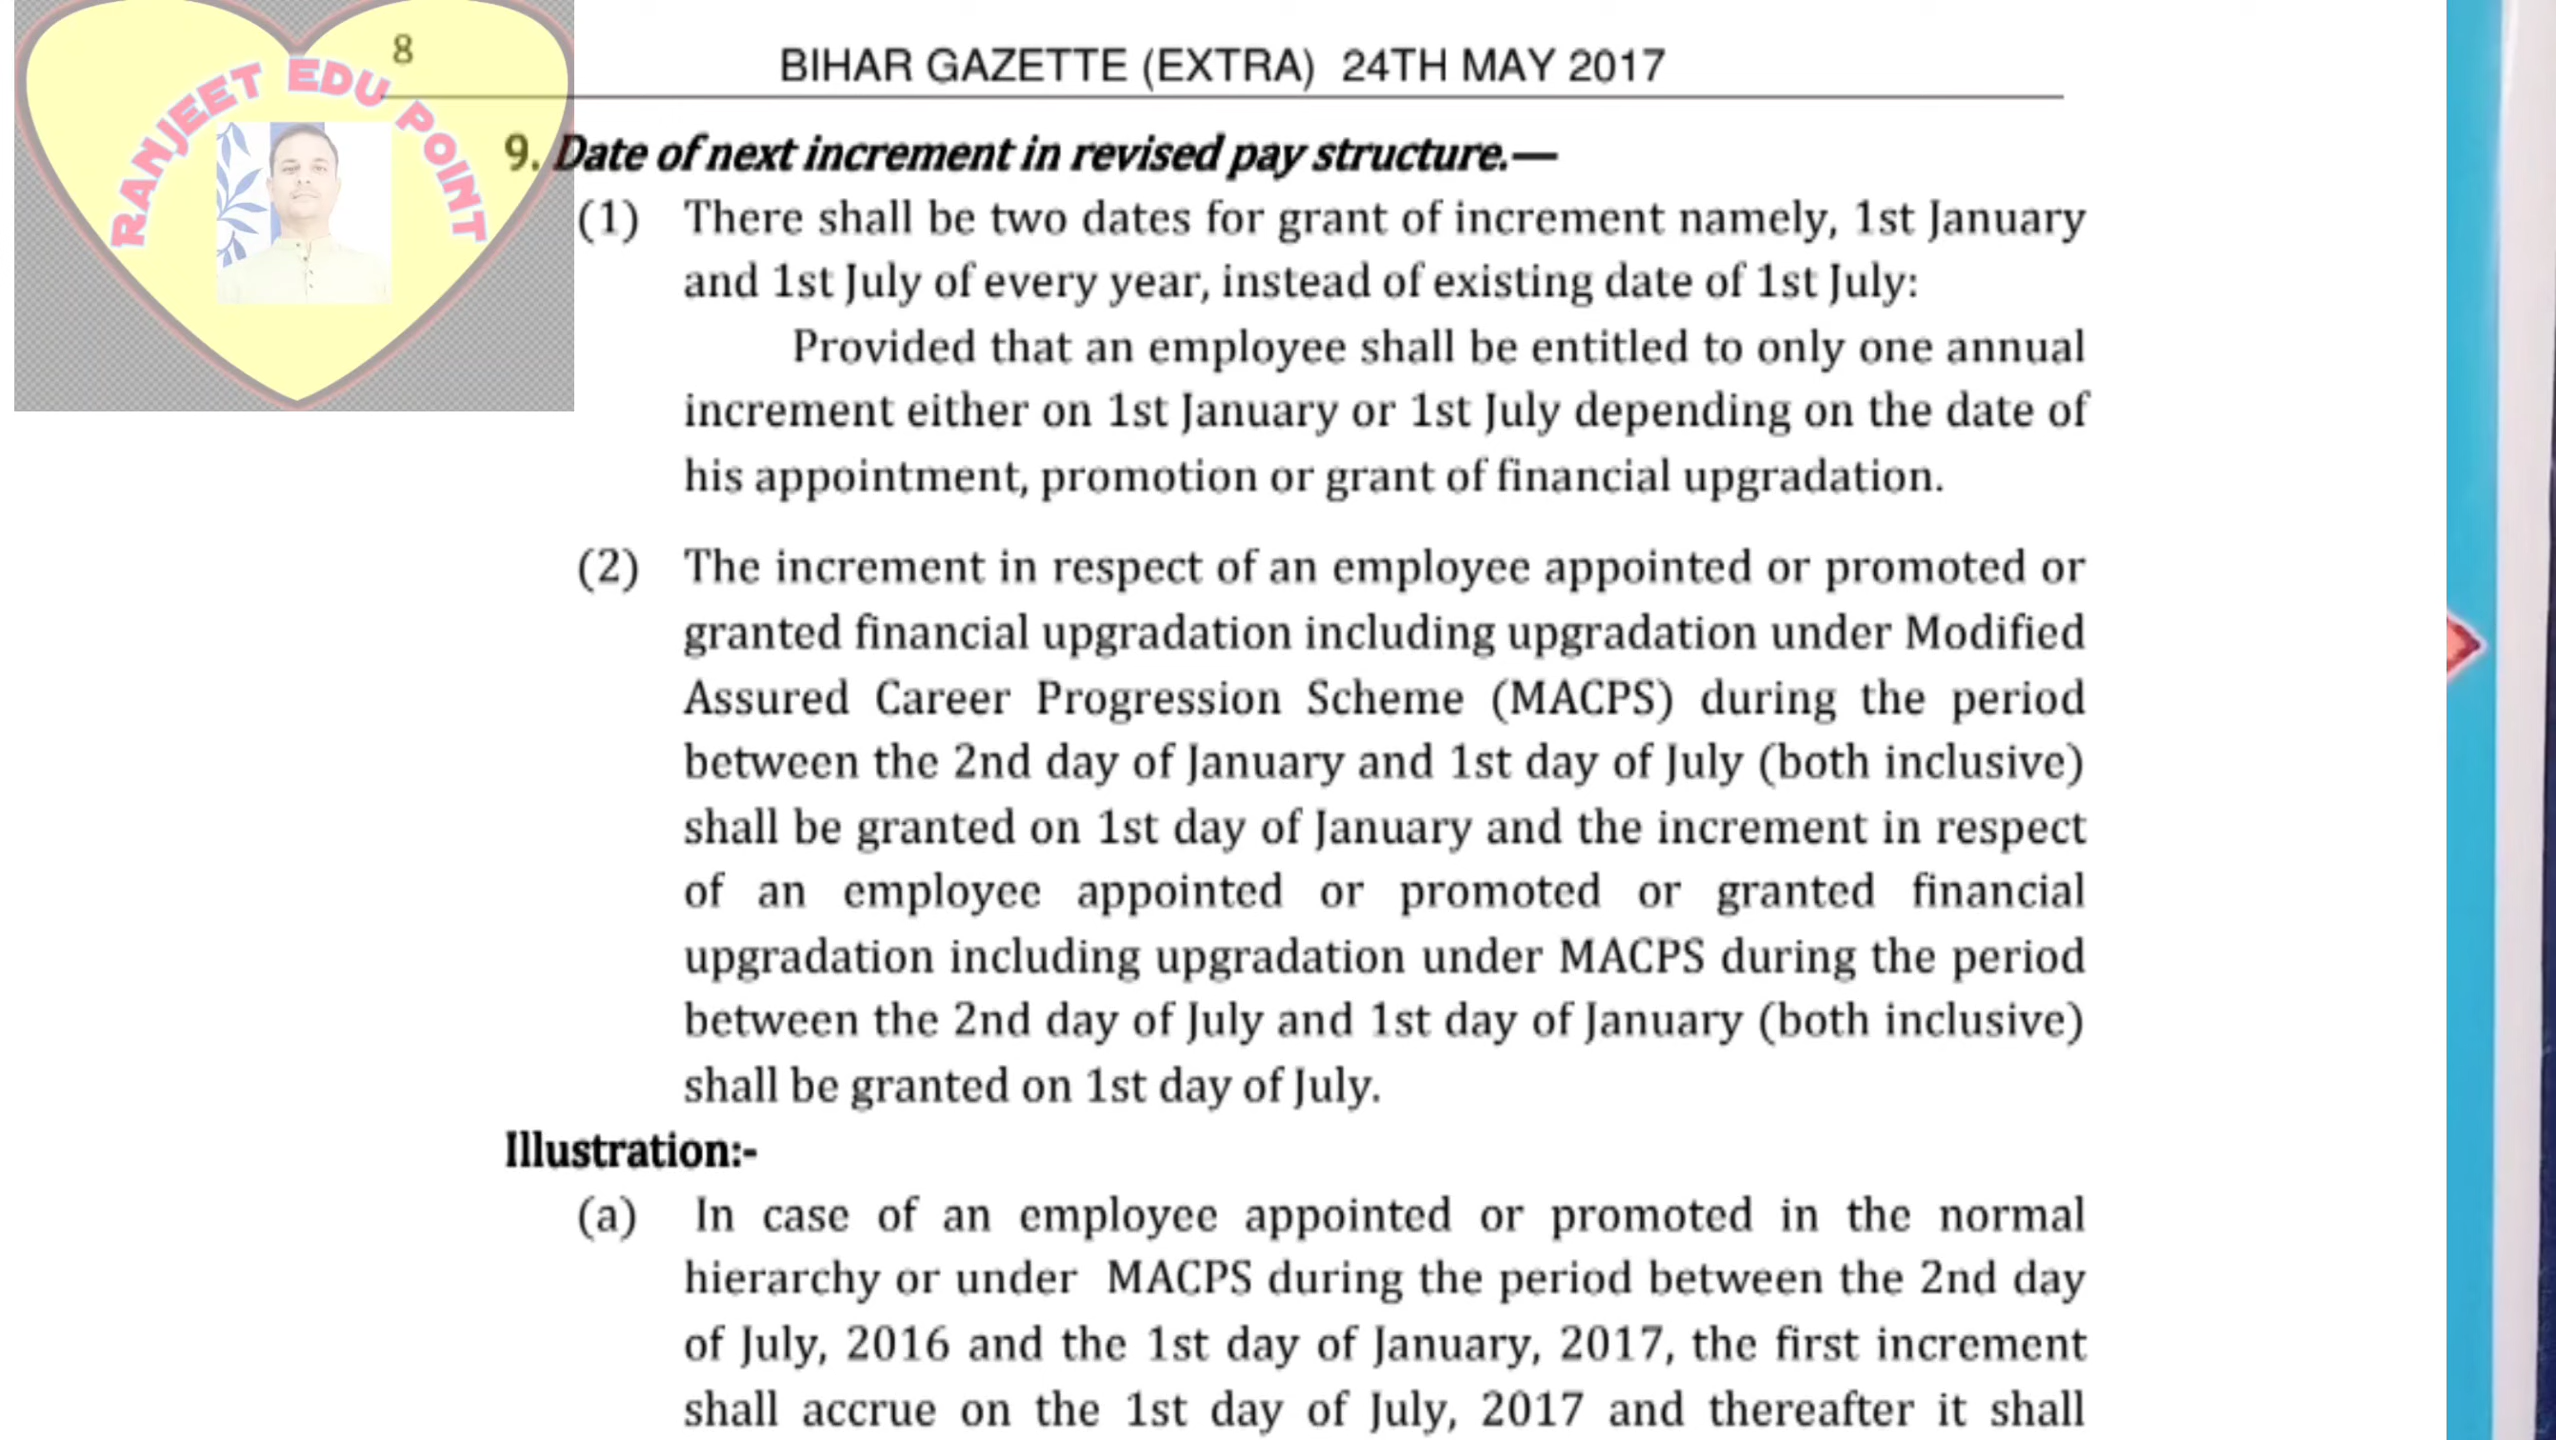 8
BIHAR GAZETTE (EXTRA) 24TH MAY 2017
RANJEET EDU POINT
9. Date of next increment in revised pay structure.—
(1) There shall be two dates for grant of increment namely, 1st January
and 1st July of every year, instead of existing date of 1st July:
Provided that an employee shall be entitled to only one annual
increment either on 1st January or 1st July depending on the date of
his appointment, promotion or grant of financial upgradation.
(2) The increment in respect of an employee appointed or promoted or
granted financial upgradation including upgradation under Modified
Assured Career Progression Scheme (MACPS) during the period
between the 2nd day of January and 1st day of July (both inclusive)
shall be granted on 1st day of January and the increment in respect
of an employee appointed or promoted or granted financial
upgradation including upgradation under MACPS during the period
between the 2nd day of July and 1st day of January (both inclusive)
shall be granted on 1st day of July.
Illustration:-
(a) In case of an employee appointed or promoted in the normal
hierarchy or under MACPS during the period between the 2nd day
of July, 2016 and the 1st day of January, 2017, the first increment
shall accrue on the 1st day of July, 2017 and thereafter it shall